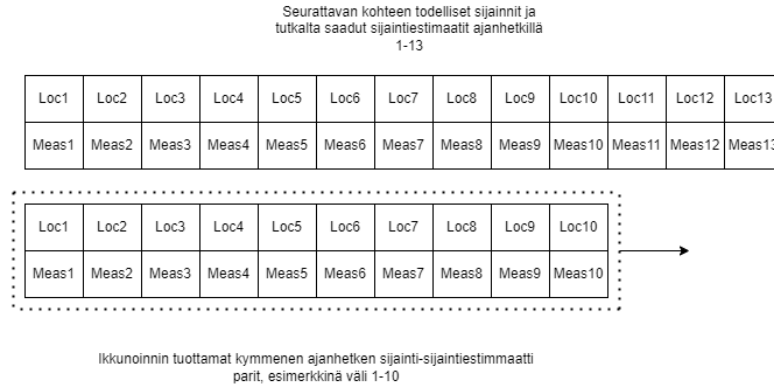 Seurattavan kohteen todelliset sijainnit ja
tutkalta saadut sijaintiestimaatit ajanhetkillä
1-13
Loc1 Loc2 Loc3 Loc4 Loc5 Loc6 Loc7 Loc8 Loc9 Loc10 Loc11 Loc12 Loc13
Meas1 Meas2 Meas3 Meas4 Meas5 Meas6 Meas7 Meas8 Meas9 Meas10 Meas11 Meas12 Meas13
Loc1 Loc2 Loc3 Loc4 Loc5 Loc6 Loc7 Loc8 Loc9 Loc10
Meas1 Meas2 Meas3 Meas4 Meas5 Meas6 Meas7 Meas8 Meas9 Meas10
Ikkunoinnin tuottamat kymmenen ajanhetken sijainti-sijaintiestimmaatti
parit, esimerkkinä väli 1-10